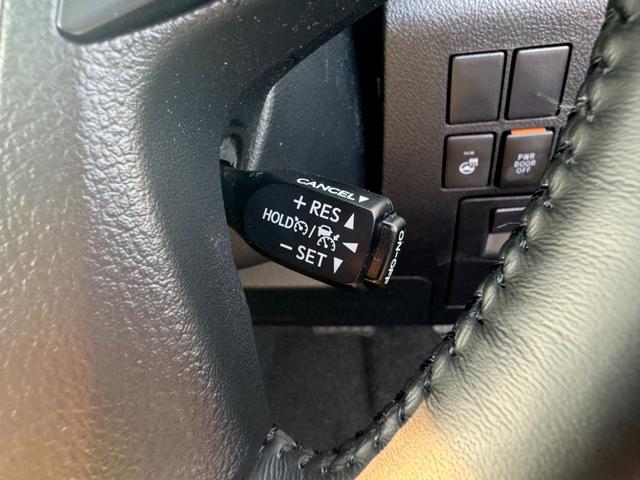 CANCEL▼
+ RES ▲
HOLD /
− SET ▼
ON-OFF
PWR
DOOR
OFF